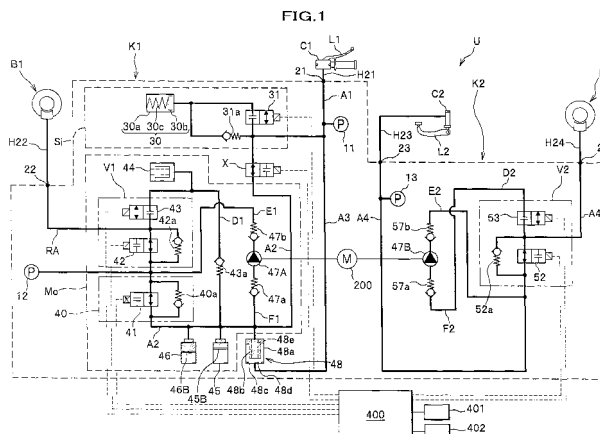 FIG.1
K1
C1
L1
21
H21
U
B1
A1
C2
K2
31
31a
30a
30c
30b
30
P
11
H23
L2
H22
Si
X
23
H24
22
V1
44
P
13
D2
V2
43
42a
D1
E1
A2
E2
A3
A4
53
A4
47b
57b
RA
42
43a
47A
M
200
47B
52
P
12
Mo
40a
47a
57a
52a
40
41
F1
F2
A2
48e
48a
48
46
46B
45B
45
48b
48c
48d
400
401
402